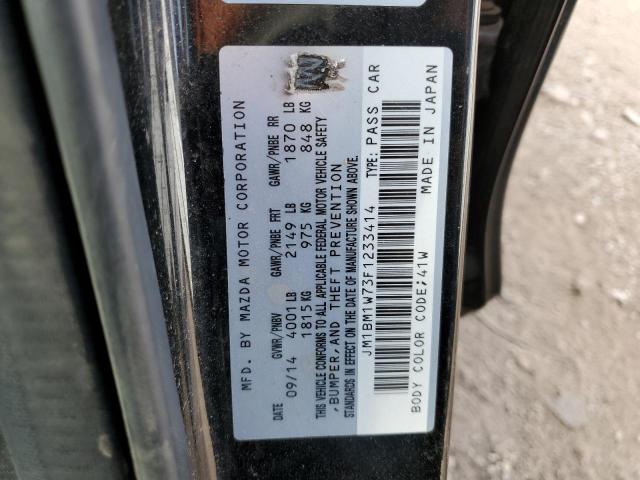 MFD. BY MAZDA MOTOR CORPORATION
DATE GVWR/PNBV GAWR/PNBE FRT GAWR/PNBE RR
09/14 4001 LB 2149 LB 1870 LB
1815 KG 975 KG 848 KG
THIS VEHICLE CONFORMS TO ALL APPLICABLE FEDERAL MOTOR VEHICLE SAFETY
,BUMPER,AND THEFT PREVENTION
STANDARDS IN EFFECT ON THE DATE OF MANUFACTURE SHOWN ABOVE.
JM1BM1W73F1233414 TYPE: PASS CAR
BODY COLOR CODE;41W MADE IN JAPAN